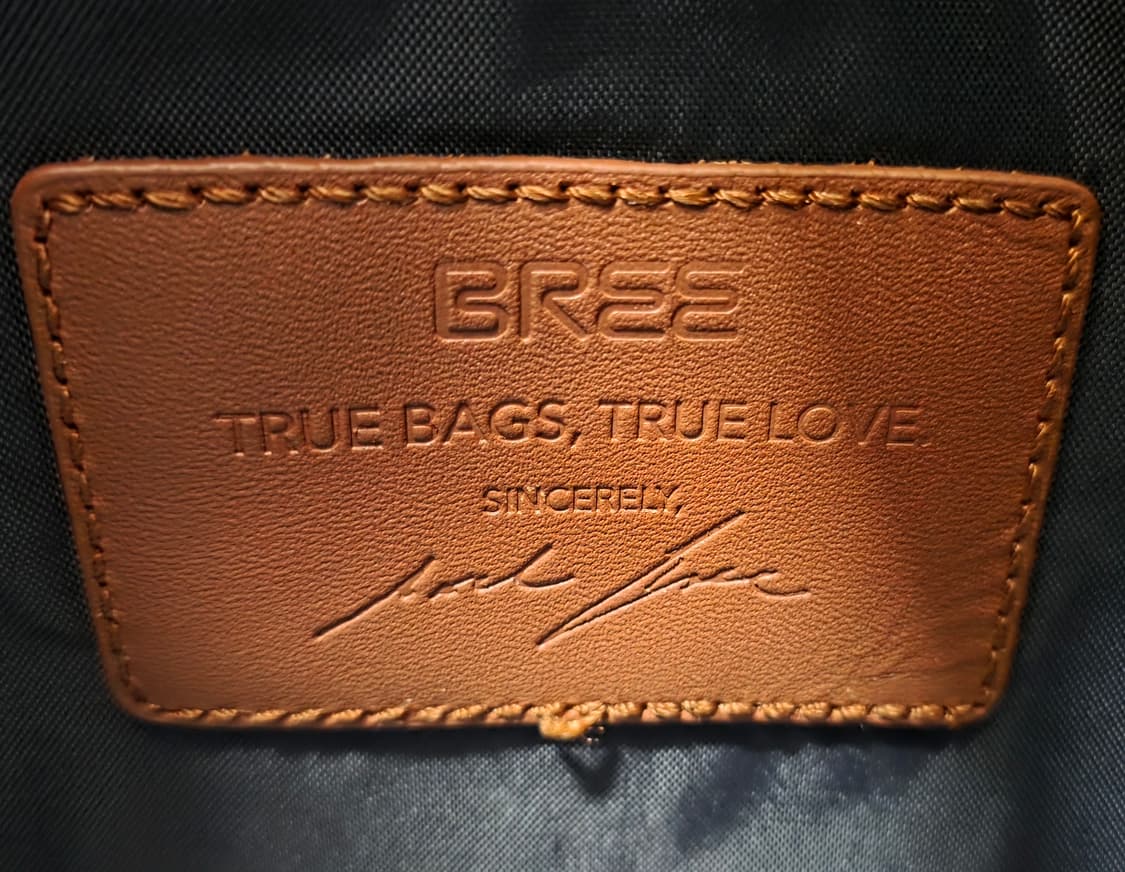 BREE
TRUE BAGS, TRUE LOVE.
SINCERELY,